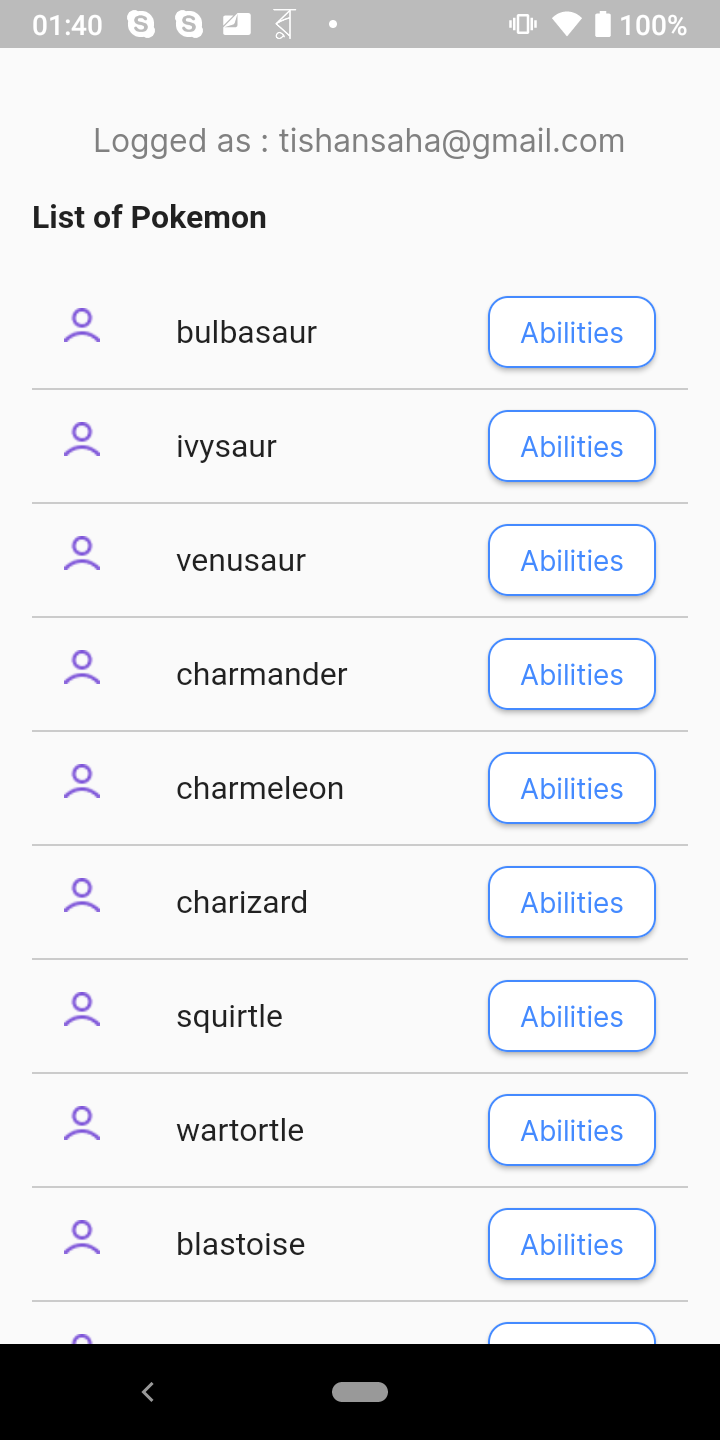 01:40 100%
Logged as : tishansaha@gmail.com
List of Pokemon
bulbasaur Abilities
ivysaur Abilities
venusaur Abilities
charmander Abilities
charmeleon Abilities
charizard Abilities
squirtle Abilities
wartortle Abilities
blastoise Abilities